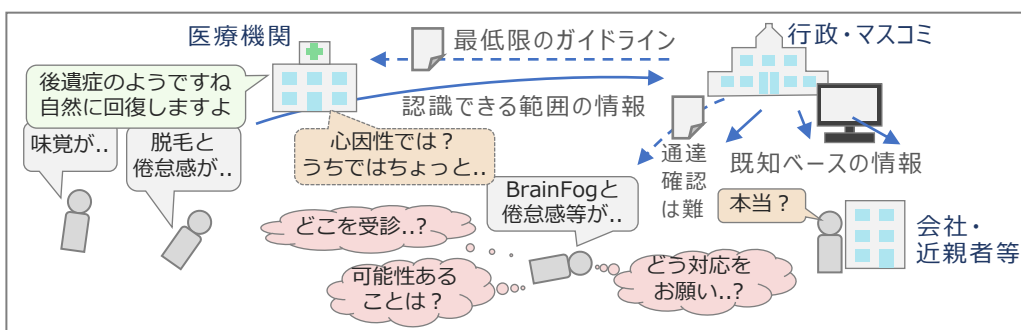 医療機関
最低限のガイドライン
行政・マスコミ
後遺症のようですね
自然に回復しますよ
認識できる範囲の情報
味覚が..
脱毛と
倦怠感が..
心因性では？
うちではちょっと..
通達
確認
は難
既知ベースの情報
BrainFogと
倦怠感等が..
本当？
会社・
近親者等
どこを受診..?
可能性ある
ことは？
どう対応を
お願い..?